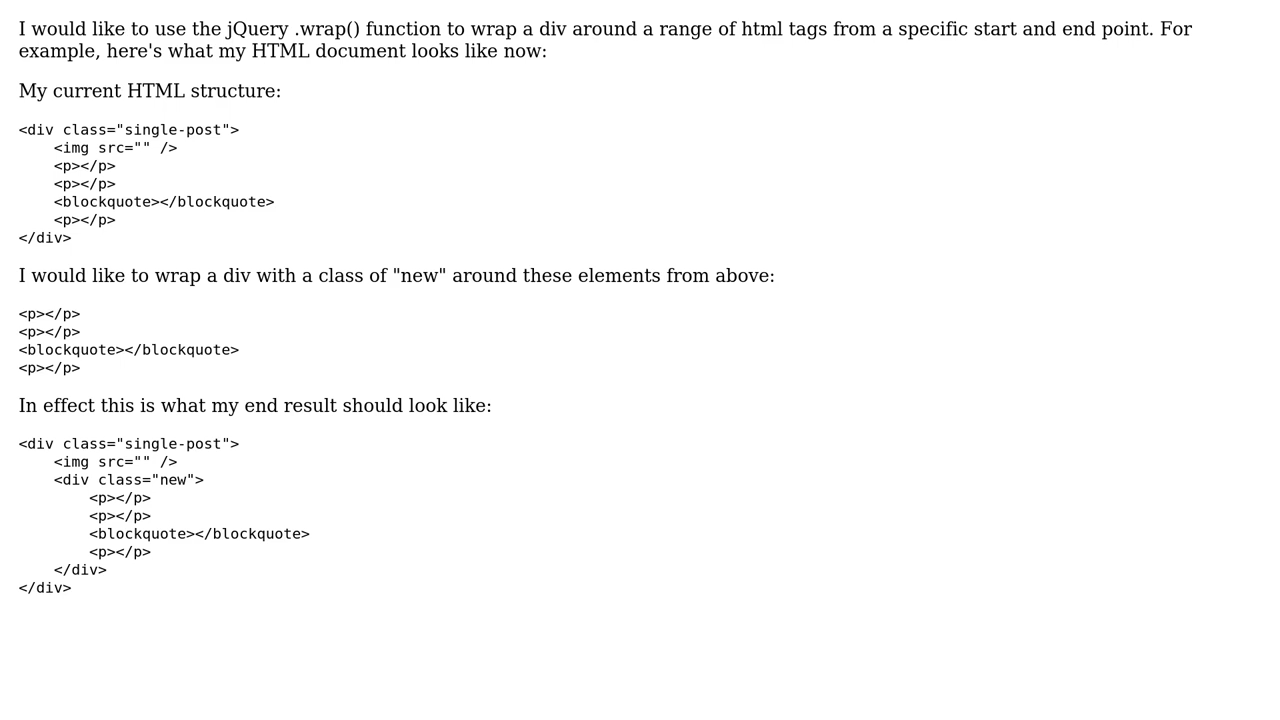 I would like to use the jQuery .wrap() function to wrap a div around a range of html tags from a specific start and end point. For
example, here's what my HTML document looks like now:
My current HTML structure:
<div class="single-post">
    <img src="" />
    <p></p>
    <p></p>
    <blockquote></blockquote>
    <p></p>
</div>
I would like to wrap a div with a class of "new" around these elements from above:
<p></p>
<p></p>
<blockquote></blockquote>
<p></p>
In effect this is what my end result should look like:
<div class="single-post">
    <img src="" />
    <div class="new">
        <p></p>
        <p></p>
        <blockquote></blockquote>
        <p></p>
    </div>
</div>